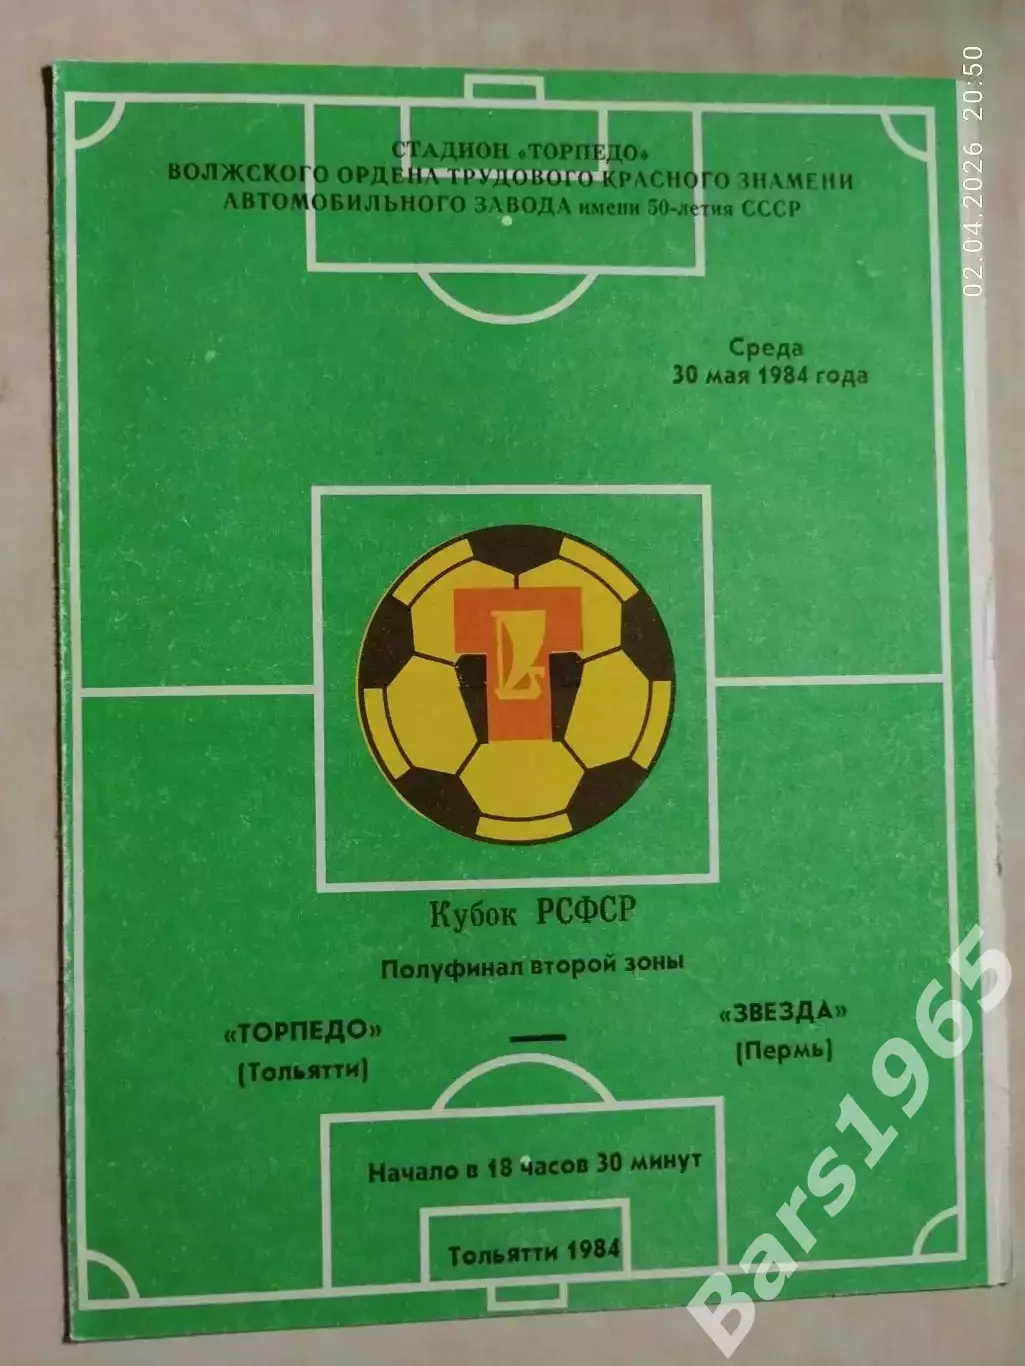 СТАДИОН «ТОРПЕДО»
ВОЛЖСКОГО ОРДЕНА ТРУДОВОГО КРАСНОГО ЗНАМЕНИ
АВТОМОБИЛЬНОГО ЗАВОДА имени 50-летия СССР
Среда
30 мая 1984 года
Т
Кубок РСФСР
Полуфинал второй зоны
«ТОРПЕДО» — «ЗВЕЗДА»
(Тольятти) (Пермь)
Начало в 18 часов 30 минут
Тольятти 1984
02.04.2026 20:50
Bars1965